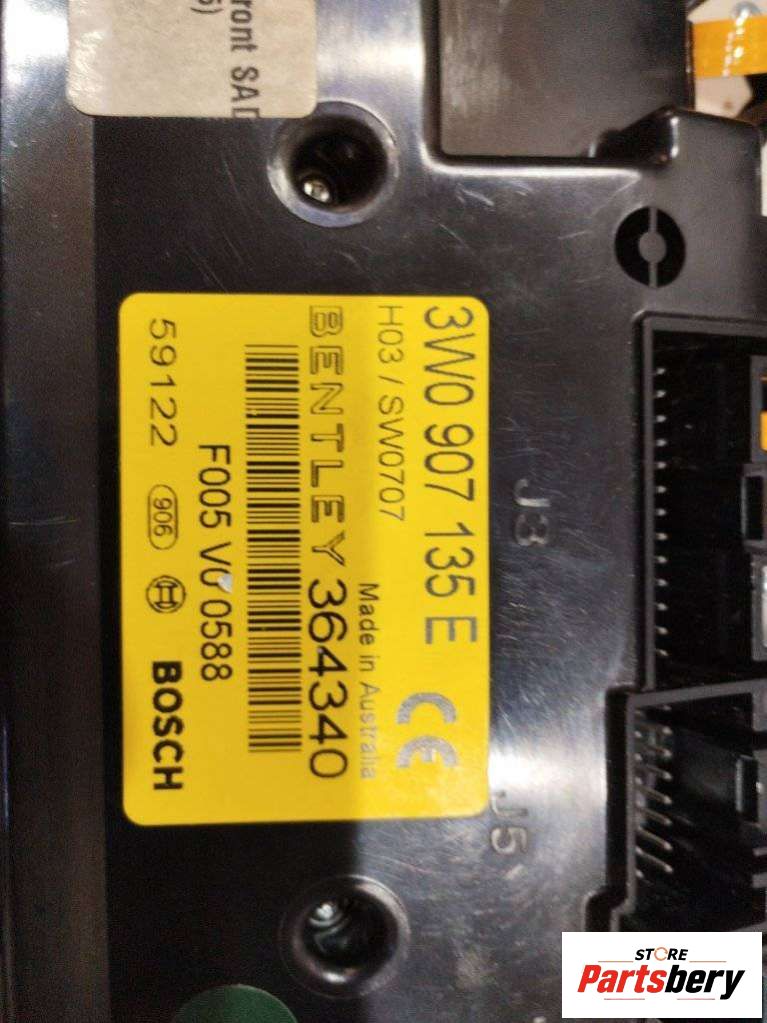 ront SAD
5)
3W0 907 135 E
H03 / SW0707
Made in Australia
BENTLEY 364340
F005 V0 0588
59122 906 BOSCH
J3
J5
STORE
Partsbery